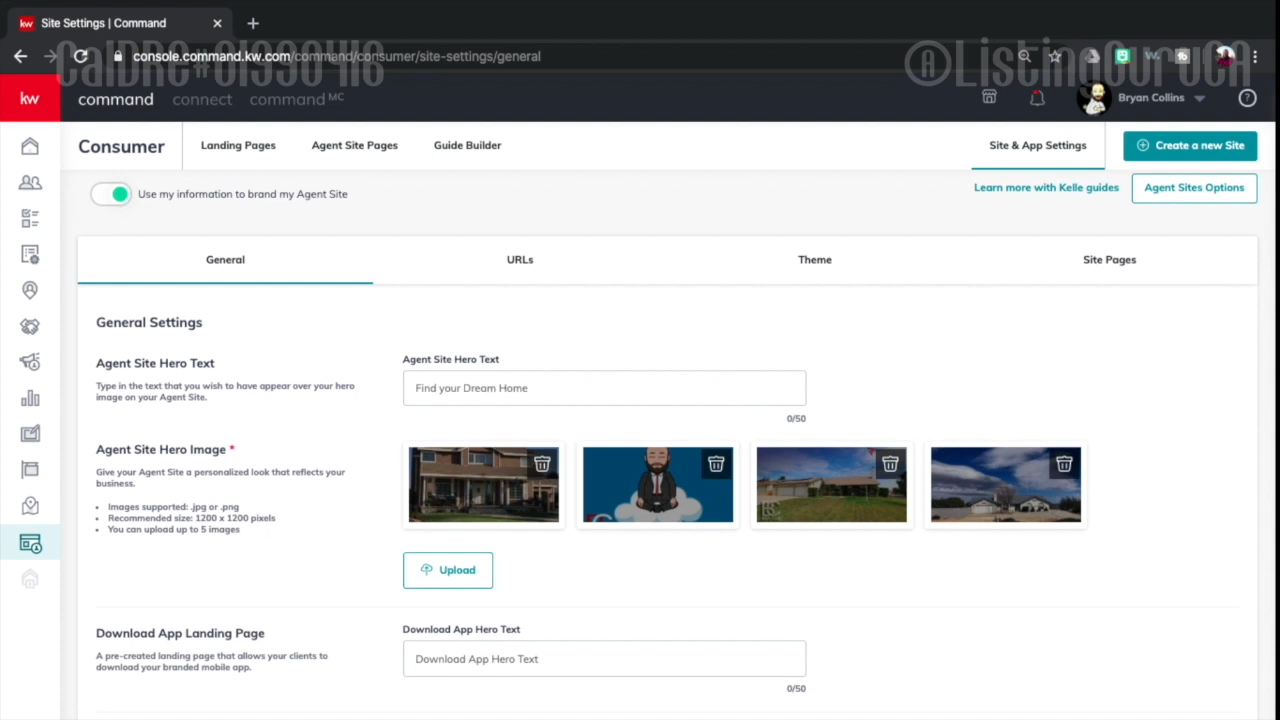 kw Site Settings | Command
console.command.kw.com/command/consumer/site-settings/general
CalDRE#01990416
@ListingGuruCA
kw command connect command MC Bryan Collins
Consumer Landing Pages Agent Site Pages Guide Builder Site & App Settings Create a new Site
Use my information to brand my Agent Site Learn more with Kelle guides Agent Sites Options
General URLs Theme Site Pages
General Settings
Agent Site Hero Text
Type in the text that you wish to have appear over your hero
image on your Agent Site.
Agent Site Hero Text
Find your Dream Home
0/50
Agent Site Hero Image *
Give your Agent Site a personalized look that reflects your
business.
• Images supported: .jpg or .png
• Recommended size: 1200 x 1200 pixels
• You can upload up to 5 images
Upload
Download App Landing Page
A pre-created landing page that allows your clients to
download your branded mobile app.
Download App Hero Text
Download App Hero Text
0/50